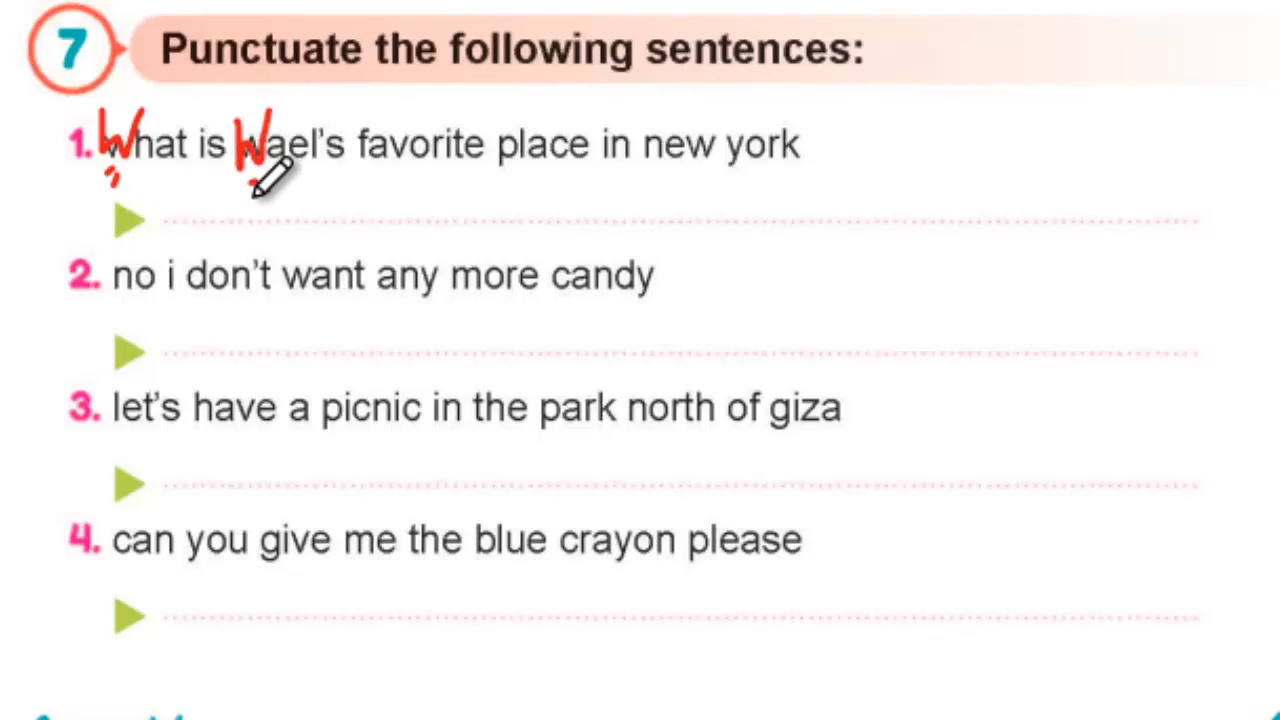 7 Punctuate the following sentences:
1. What is Wael's favorite place in new york
2. no i don't want any more candy
3. let's have a picnic in the park north of giza
4. can you give me the blue crayon please